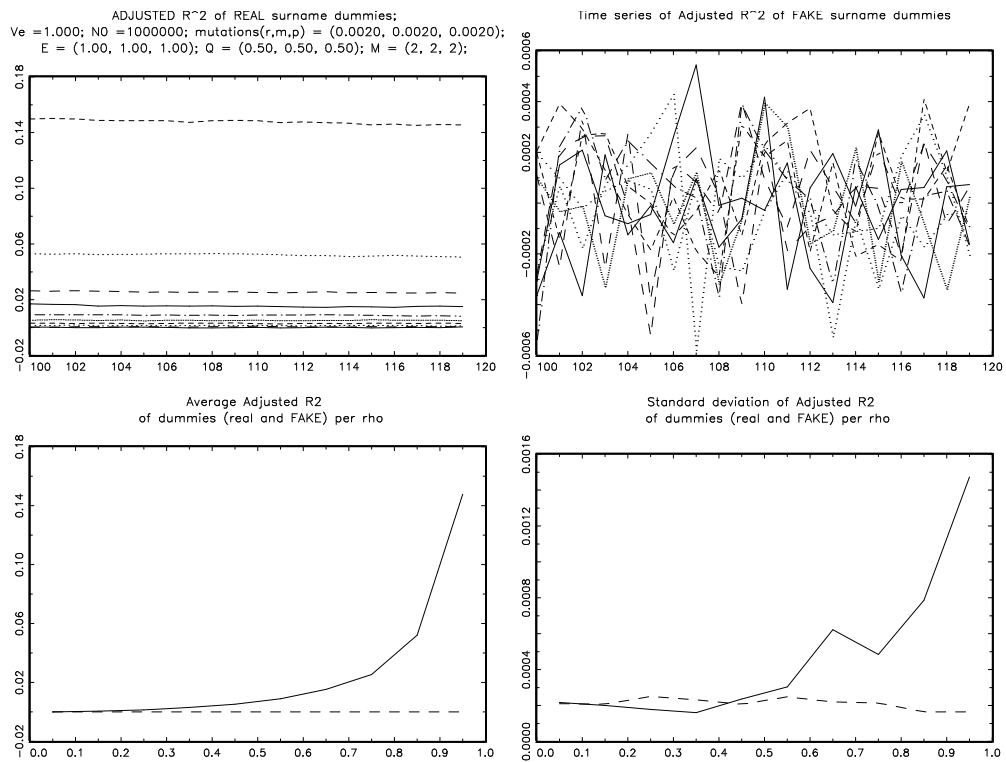 ADJUSTED R^2 of REAL surname dummies;
Ve =1.000; N0 =1000000; mutations(r,m,p) = (0.0020, 0.0020, 0.0020);
E = (1.00, 1.00, 1.00); Q = (0.50, 0.50, 0.50); M = (2, 2, 2);
0.18
0.14
0.10
0.06
0.02
-0.02
100 102 104 106 108 110 112 114 116 118 120
Time series of Adjusted R^2 of FAKE surname dummies
0.0006
0.0004
0.0002
-0.0002
-0.0006
100 102 104 106 108 110 112 114 116 118 120
Average Adjusted R2
of dummies (real and FAKE) per rho
0.18
0.14
0.10
0.06
0.02
-0.02
0.0 0.1 0.2 0.3 0.4 0.5 0.6 0.7 0.8 0.9 1.0
Standard deviation of Adjusted R2
of dummies (real and FAKE) per rho
0.0016
0.0012
0.0008
0.0004
0.0000
0.0 0.1 0.2 0.3 0.4 0.5 0.6 0.7 0.8 0.9 1.0